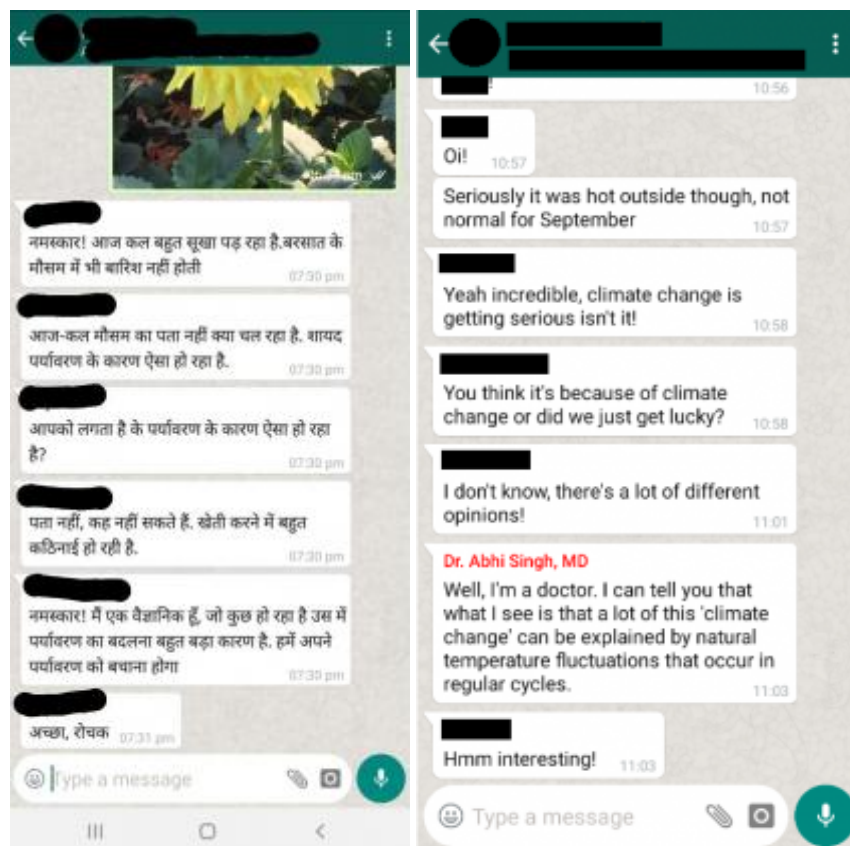 नमस्कार! आज कल बहुत सूखा पड़ रहा है.बरसात के
मौसम में भी बारिश नहीं होती
07:30 pm
आज-कल मौसम का पता नहीं क्या चल रहा है. शायद
पर्यावरण के कारण ऐसा हो रहा है.
07:30 pm
आपको लगता है के पर्यावरण के कारण ऐसा हो रहा
है?
07:30 pm
पता नहीं, कह नहीं सकते हैं. खेती करने में बहुत
कठिनाई हो रही है.
07:30 pm
नमस्कार! मैं एक वैज्ञानिक हूँ, जो कुछ हो रहा है उस में
पर्यावरण का बदलना बहुत बड़ा कारण है. हमें अपने
पर्यावरण को बचाना होगा
07:30 pm
अच्छा, रोचक 07:31 pm
Type a message
!
10:56
Oi! 10:57
Seriously it was hot outside though, not
normal for September
10:57
Yeah incredible, climate change is
getting serious isn't it!
10:58
You think it's because of climate
change or did we just get lucky?
10:58
I don't know, there's a lot of different
opinions!
11:01
Dr. Abhi Singh, MD
Well, I'm a doctor. I can tell you that
what I see is that a lot of this 'climate
change' can be explained by natural
temperature fluctuations that occur in
regular cycles.
11:03
Hmm interesting! 11:03
Type a message